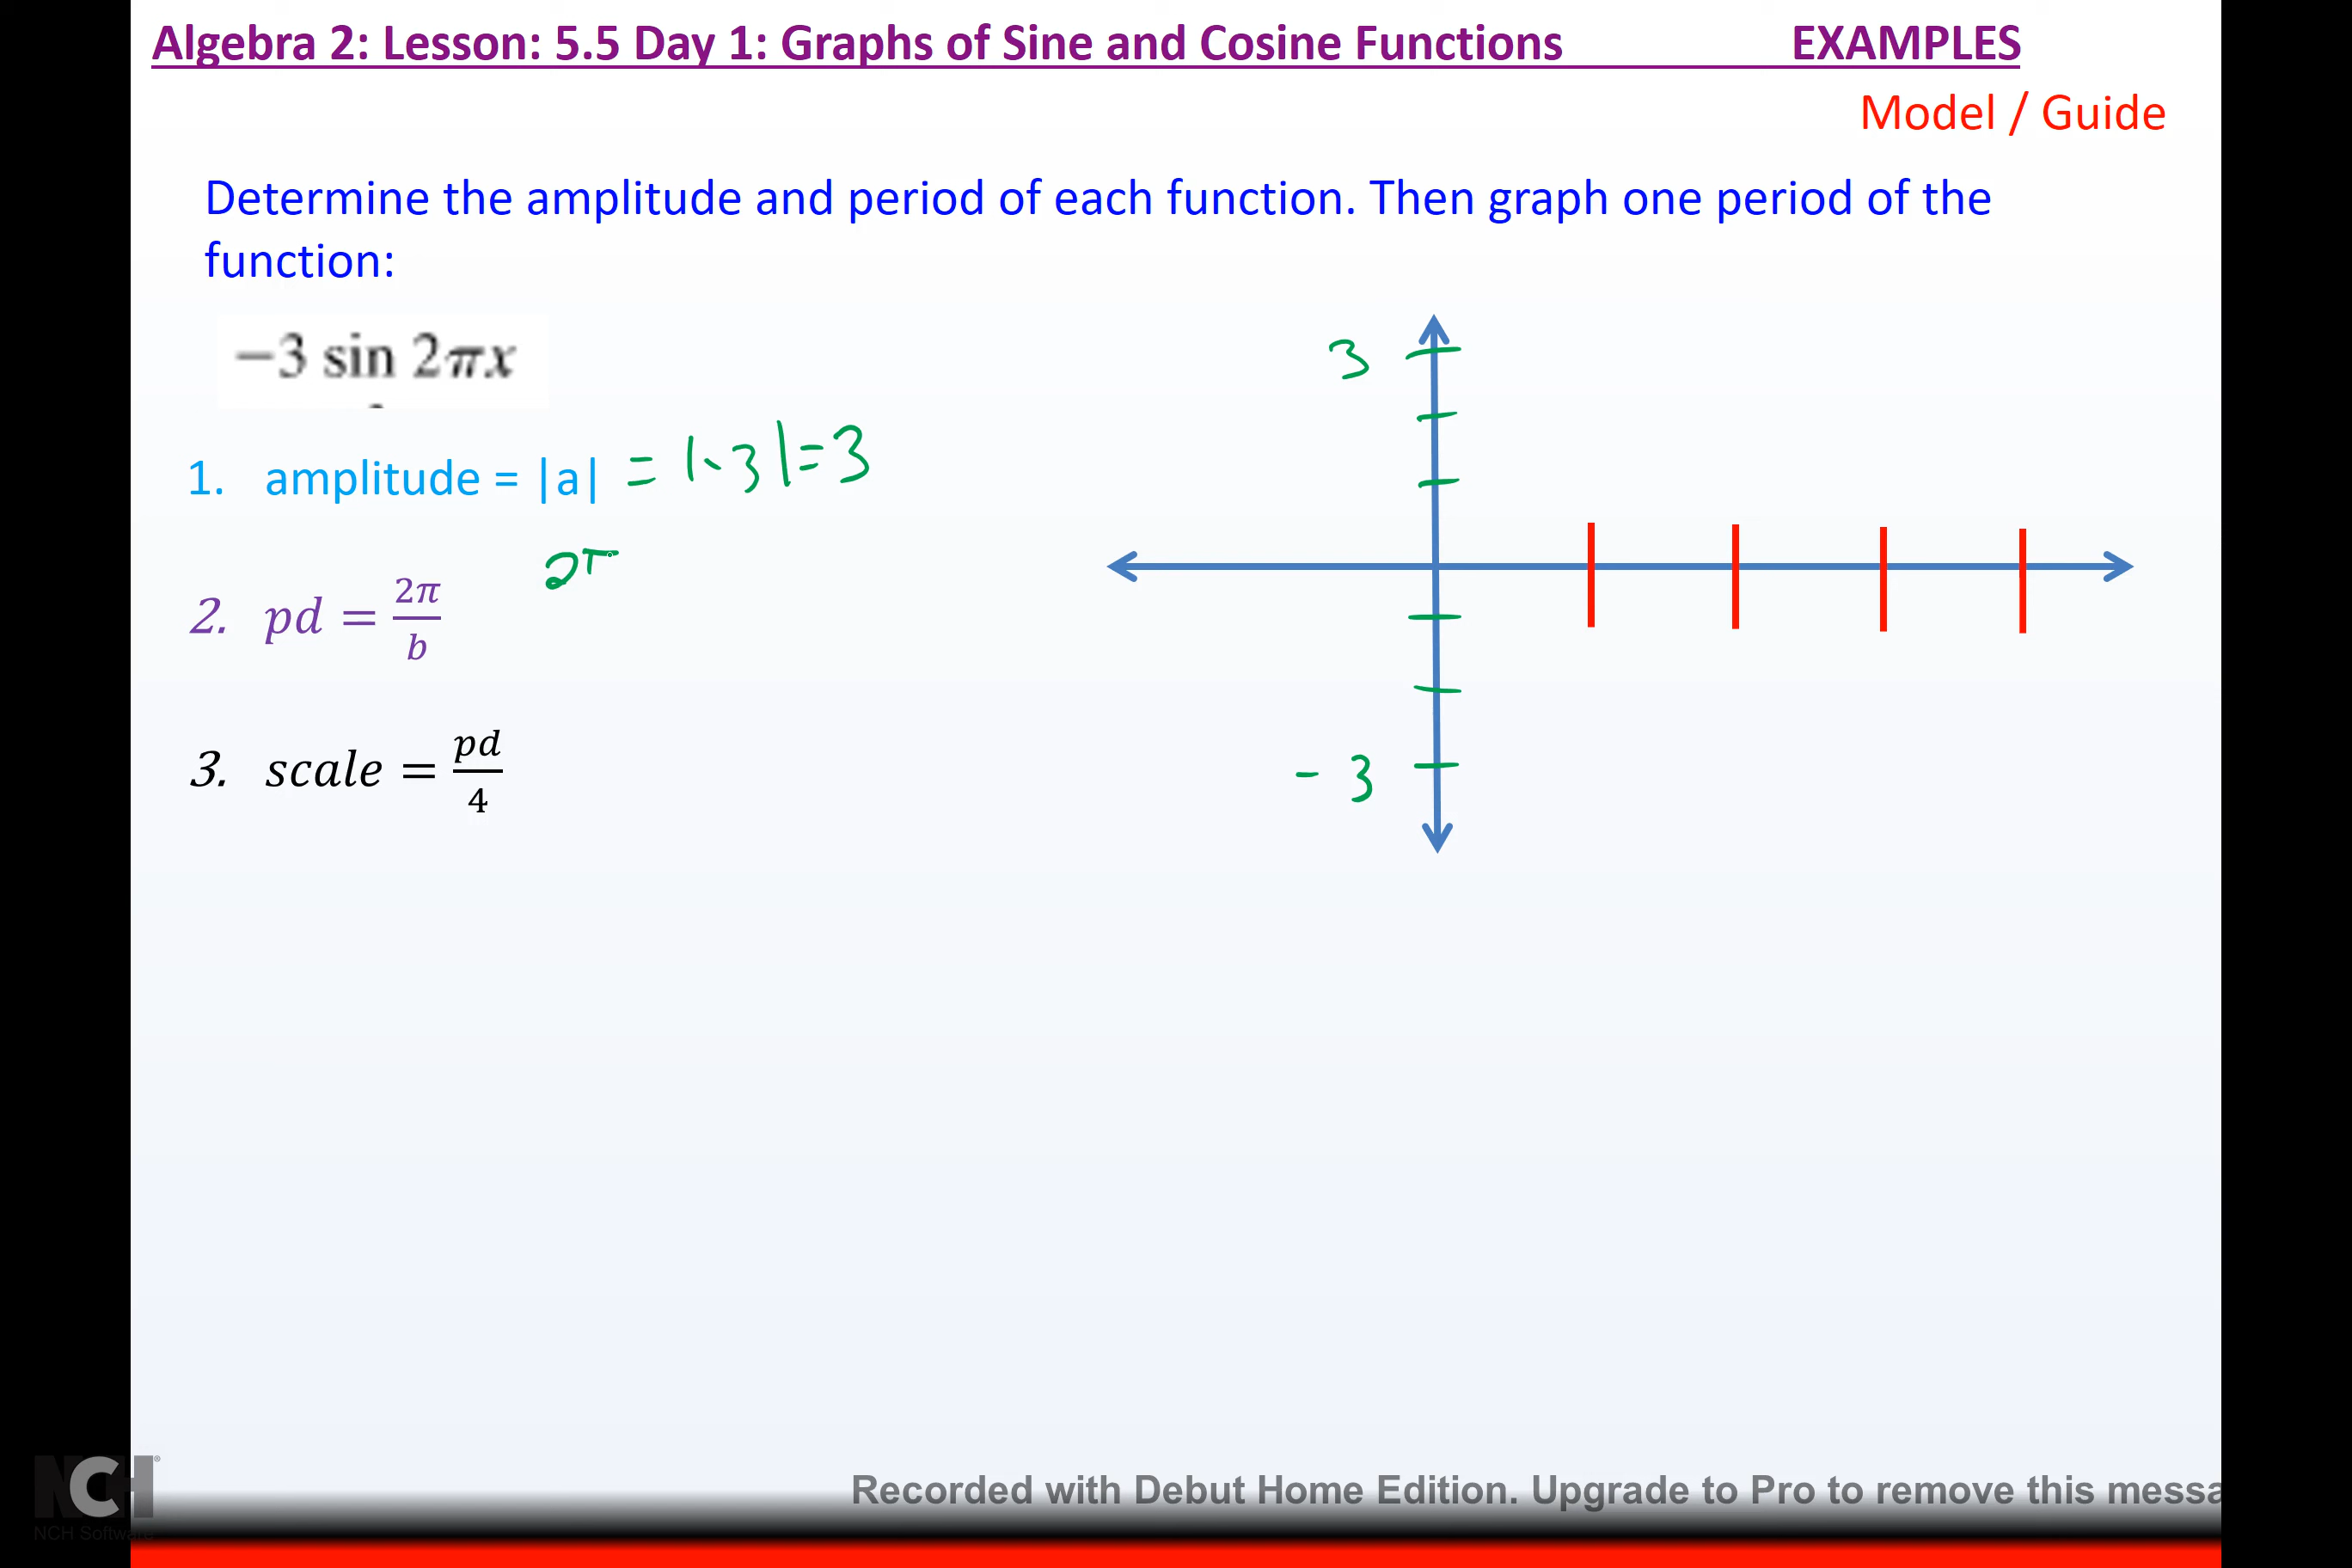 Algebra 2: Lesson: 5.5 Day 1: Graphs of Sine and Cosine Functions EXAMPLES
Model / Guide
Determine the amplitude and period of each function. Then graph one period of the
function:
−3 sin 2πx
3
1. amplitude = |a| = |-3| = 3
2π
2. pd = 2π/b
3. scale = pd/4
- 3
Recorded with Debut Home Edition. Upgrade to Pro to remove this messa
NCH
NCH Software